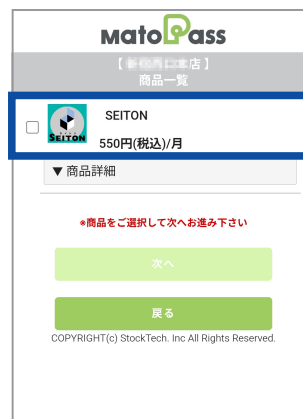 MatoPass
【 店】
商品一覧
SEITON
SEITON
550円(税込)/月
▼ 商品詳細
※商品をご選択して次へお進み下さい
次へ
戻る
COPYRIGHT(c) StockTech. Inc All Rights Reserved.